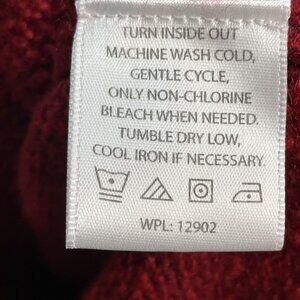 TURN INSIDE OUT
MACHINE WASH COLD,
GENTLE CYCLE,
ONLY NON-CHLORINE
BLEACH WHEN NEEDED.
TUMBLE DRY LOW,
COOL IRON IF NECESSARY.
WPL: 12902